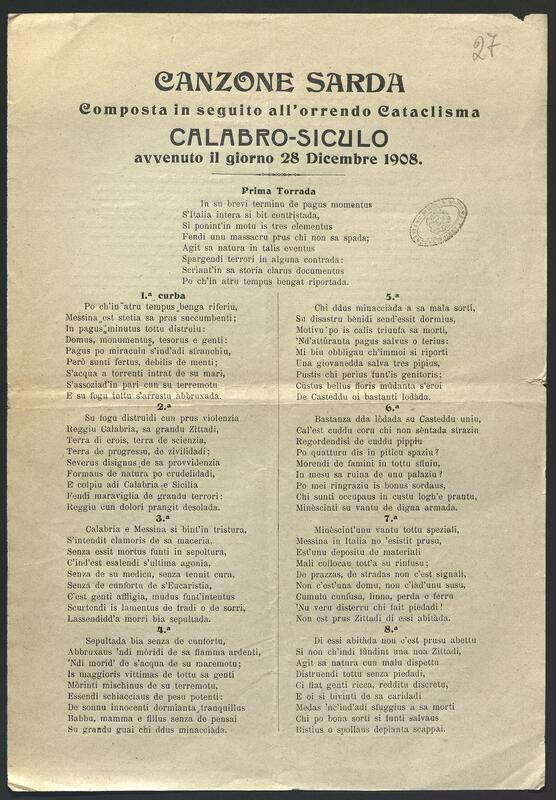 27
CANZONE SARDA
Composta in seguito all'orrendo Cataclisma
CALABRO-SICULO
avvenuto il giorno 28 Dicembre 1908.
Prima Torrada
In su brevi terminu de pagus momentus
S'Italia intera si bit contristada,
Si ponint'in motu is tres elementus
Fendi unu massacru prus chi non sa spada;
Agit sa natura in talis eventus
Spargendi terrori in alguna contrada:
Scriant'in sa storia clarus documentus
Po ch'in atru tempus bengat riportada.
1.ª curba
Po ch'in atru tempus benga riferiu,
Messina est stetia sa prus succumbenti;
In pagus minutus tottu distruiu:
Domus, monumentus, tesorus e genti:
Pagus po miraculu s'ind'adi sfranchiu,
Però sunti fertus, debilis de menti;
S'acqua a torrenti intrat de su mari,
S'assoziad'in pari cun su terremotu
E su fogu tottu s'arrestu àbbruxada.
2.ª
Su fogu distruidi cun prus violenzia
Reggiu Calabria, sa grandu Zittadi,
Terra di erois, terra de scienzia,
Terra de progressu, de zivilidadi;
Severus disignus de sa provvidenzia
Formaus de natura po crudelidadi,
E colpiu adi Calabria e Sicilia
Fendi maraviglia de grandu terrori:
Reggiu cun dolori prangit desolada.
3.ª
Calabria e Messina si bint'in tristura,
S'intendit clamoris de sa maceria,
Senza essit mortus funti in sepoltura,
C'ind'est esalendi s'ultima agonia,
Senza de su medicu, senza tennit cura,
Senza de cunfortu de s'Eucaristia,
C'est genti affligia, mudus funt'intentus
Scurtendi is lamentus de fradi o de sorri,
Lassendidd'a morri bia sepultada.
4.ª
Sepultada bia senza de cunfortu,
Abbruxaus 'ndi mòridi de sa fiamma ardenti,
'Ndi morid' de s'acqua de su maremotu;
Is maggioris vittimas de tottu sa genti
Mòrinti mischinus de su terremotu,
Essendi schiacciaus de pesu potenti:
De sonnu innocenti dormianta tranquillus
Babbu, mamma e fillus senza de pensai
Su grandu guai chi ddus minacciàda.
5.ª
Chi ddus minacciàda a sa mala sorti,
Su disastru bènidi send'essit dormius,
Motivu po is calis triunfa sa morti,
'Nd'attùranta pagus salvus o ferius:
Mi biu obbligau ch'immoi si riporti
Una giovanedda salva tres pipius,
Pustis chi perius funt'is genitoris;
Custus bellus floris mùdanta s'eroi
De Casteddu oi bastanti lodàda.
6.ª
Bastanza dda lòdada su Casteddu uniu,
Cal'est cuddu coru chi non sèntada straziu
Regordendisi de cuddu pippiu
Po quatturu dis in piticu spaziu?
Morendi de famini in tottu sfiniu,
In mesu sa ruina de unu palaziu?
Po mei ringraziu is bonus sordaus,
Chi sunti occupaus in custu logh'e prantu,
Minèscinti su vantu de digna armada.
7.ª
Minèscint'unu vantu tottu speziali,
Messina in Italia no 'esistit prusu,
Est'unu depositu de materiali
Mali collocau tott'a su rinfusu;
De prazzas, de stradas non c'est signali,
Non c'est'una domu, non c'iàd'unu susu,
Cumulu cunfusu, linna, perda e ferru
'Nu veru disterru chi fait piedadi!
Non est prus Zittadi di essi abitàda.
8.ª
Di essi abitàda non c'est prusu abettu
Si non ch'indi fùndint una noa Zittadi,
Agit sa natura cun malu dispettu
Distruendi tottu senza piedadi,
Ci fiat genti ricca, redditu discretu,
E oi si bivinti de sa caridadi
Medas 'nc'ind'adi sfuggius a sa morti
Chi po bona sorti si funti salvaus
Bistius o spollaus depianta scappai.